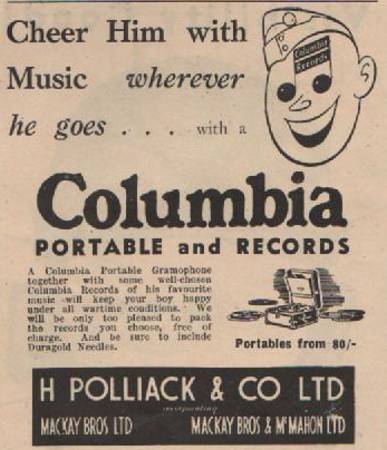 Cheer Him with
Music wherever
he goes . . . with a
Columbia
Records
Columbia
PORTABLE and RECORDS
A Columbia Portable Gramophone
together with some well-chosen
Columbia Records of his favourite
music will keep your boy happy
under all wartime conditions. We
will be only too pleased to pack
the records you choose, free of
charge. And be sure to include
Duragold Needles.
Portables from 80/-
H POLLIACK & CO LTD
incorporating
MACKAY BROS LTD MACKAY BROS & McMAHON LTD